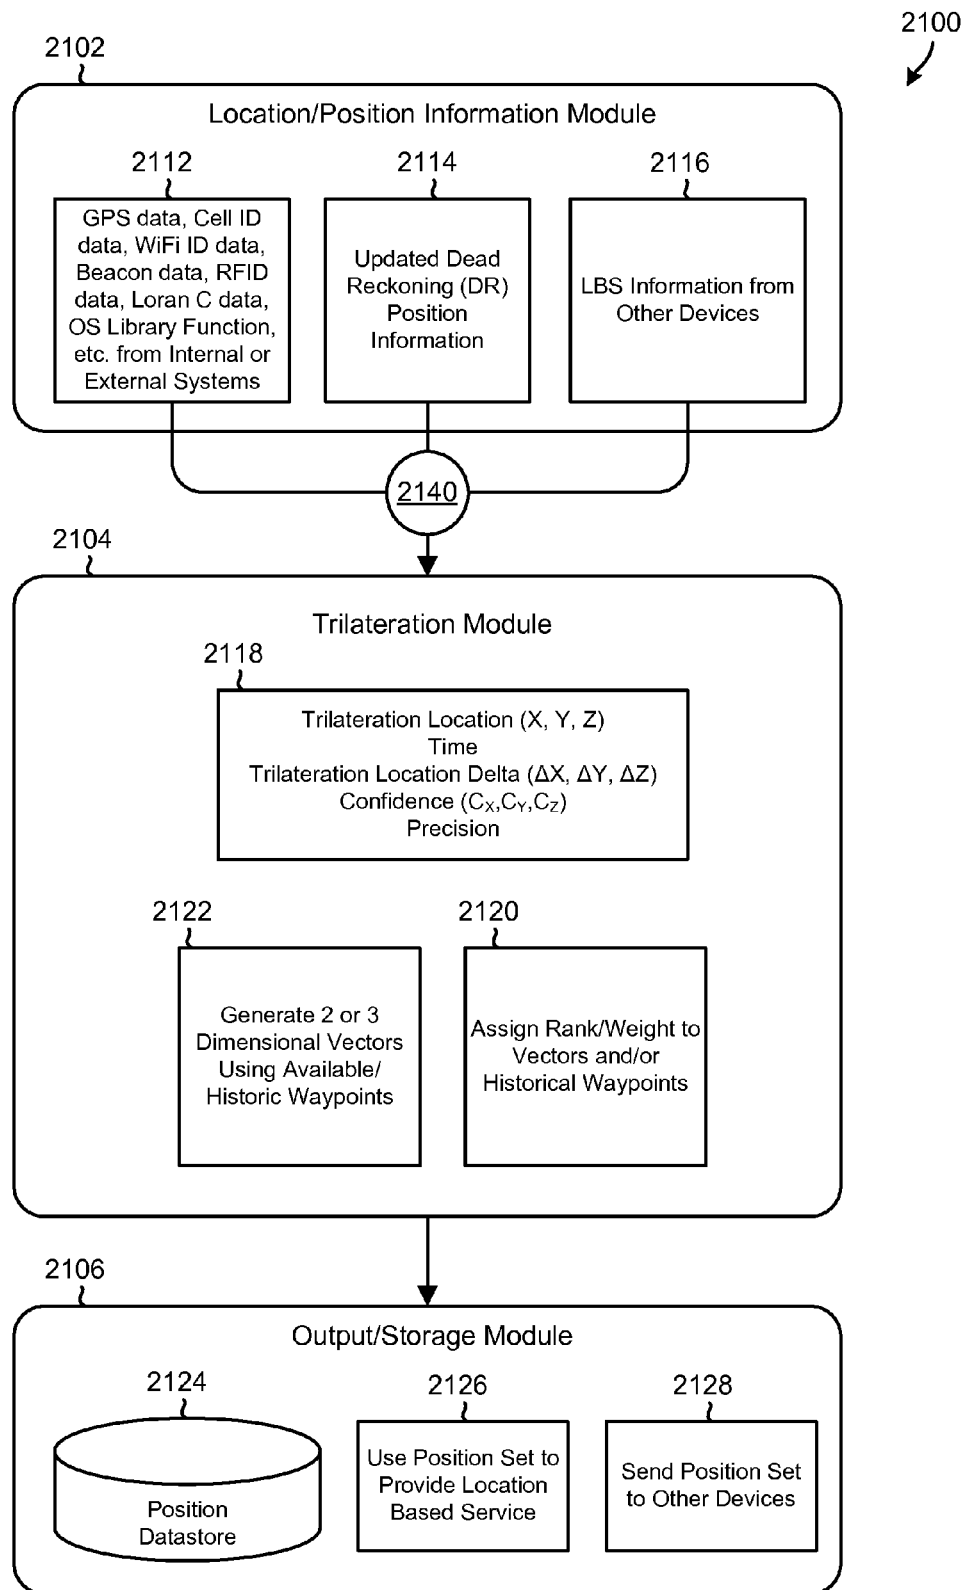 2100
2102
Location/Position Information Module
2112
2114
2116
GPS data, Cell ID
data, WiFi ID data,
Beacon data, RFID
data, Loran C data,
OS Library Function,
etc. from Internal or
External Systems
Updated Dead
Reckoning (DR)
Position
Information
LBS Information from
Other Devices
2140
2104
Trilateration Module
2118
Trilateration Location (X, Y, Z)
Time
Trilateration Location Delta (ΔX, ΔY, ΔZ)
Confidence (CX,CY,CZ)
Precision
2122
2120
Generate 2 or 3
Dimensional Vectors
Using Available/
Historic Waypoints
Assign Rank/Weight to
Vectors and/or
Historical Waypoints
2106
Output/Storage Module
2124
2126
2128
Position
Datastore
Use Position Set to
Provide Location
Based Service
Send Position Set
to Other Devices